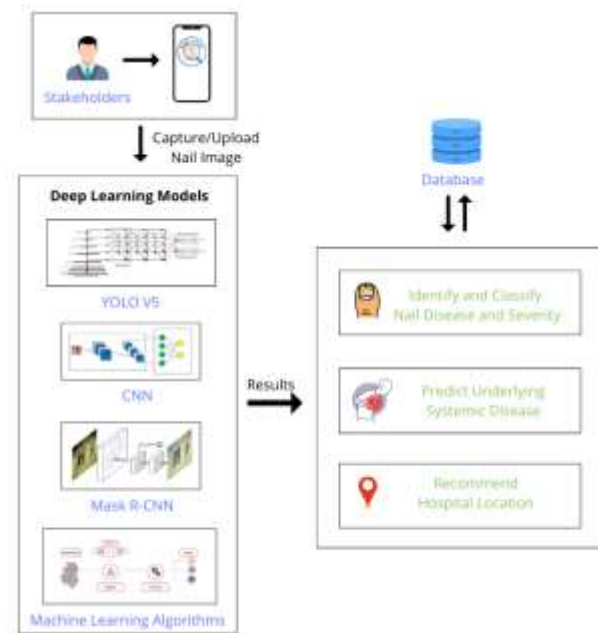 Stakeholders
Capture/Upload
Nail Image
Deep Learning Models
YOLO V5
CNN
Mask R-CNN
Machine Learning Algorithms
Results
Database
Identify and Classify
Nail Disease and Severity
Predict Underlying
Systemic Disease
Recommend
Hospital Location